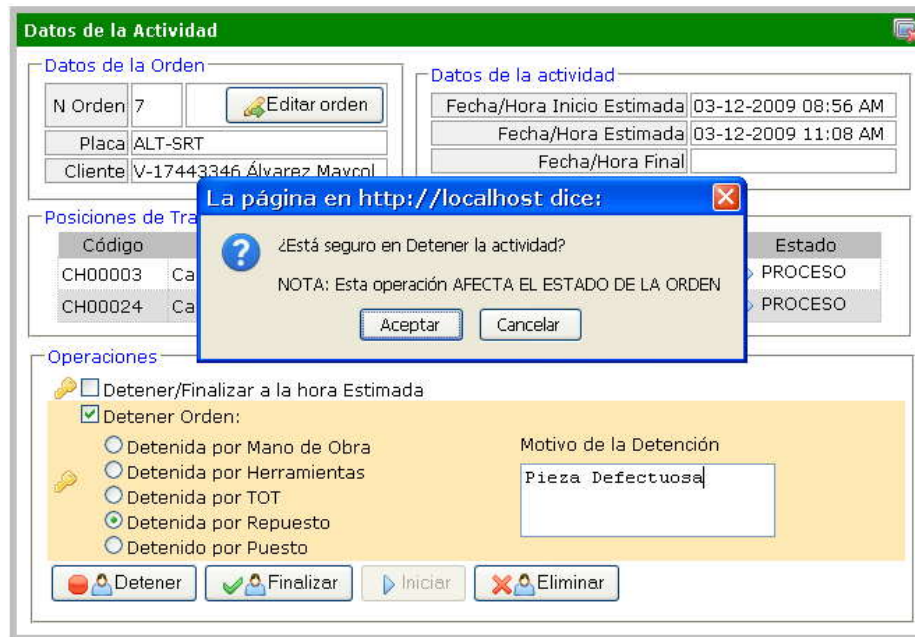 Datos de la Actividad
Datos de la Orden
N Orden 7 Editar orden
Placa ALT-SRT
Cliente V-17443346 Álvarez Maycol
Datos de la actividad
Fecha/Hora Inicio Estimada 03-12-2009 08:56 AM
Fecha/Hora Estimada 03-12-2009 11:08 AM
Fecha/Hora Final
La página en http://localhost dice:
¿Está seguro en Detener la actividad?
NOTA: Esta operación AFECTA EL ESTADO DE LA ORDEN
Aceptar Cancelar
Posiciones de Tra
Código Estado
CH00003 Ca PROCESO
CH00024 Ca PROCESO
Operaciones
Detener/Finalizar a la hora Estimada
Detener Orden:
Detenida por Mano de Obra
Detenida por Herramientas
Detenida por TOT
Detenida por Repuesto
Detenido por Puesto
Motivo de la Detención
Pieza Defectuosa
Detener Finalizar Iniciar Eliminar